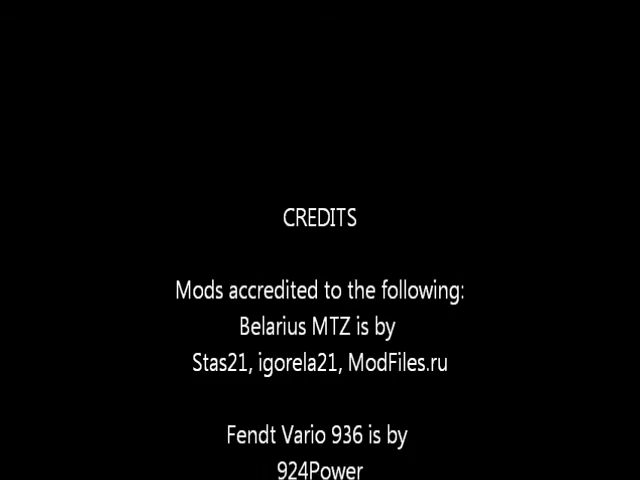 CREDITS
Mods accredited to the following:
Belarius MTZ is by
Stas21, igorela21, ModFiles.ru
Fendt Vario 936 is by
924Power